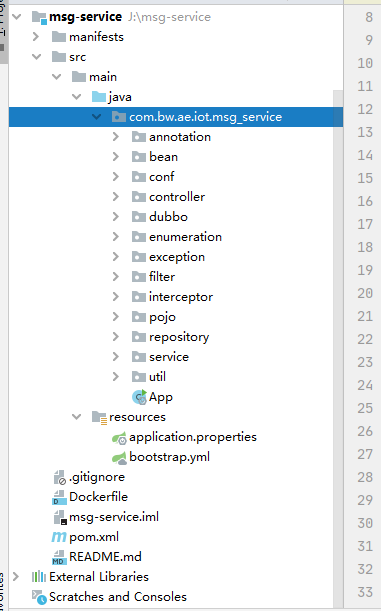 msg-service J:\msg-service
manifests
src
main
java
com.bw.ae.iot.msg_service
annotation
bean
conf
controller
dubbo
enumeration
exception
filter
interceptor
pojo
repository
service
util
App
resources
application.properties
bootstrap.yml
.gitignore
Dockerfile
msg-service.iml
pom.xml
README.md
External Libraries
Scratches and Consoles
8
9
10
11
12
13
14
15
16
17
18
19
20
21
22
23
24
25
26
27
28
29
30
31
32
33